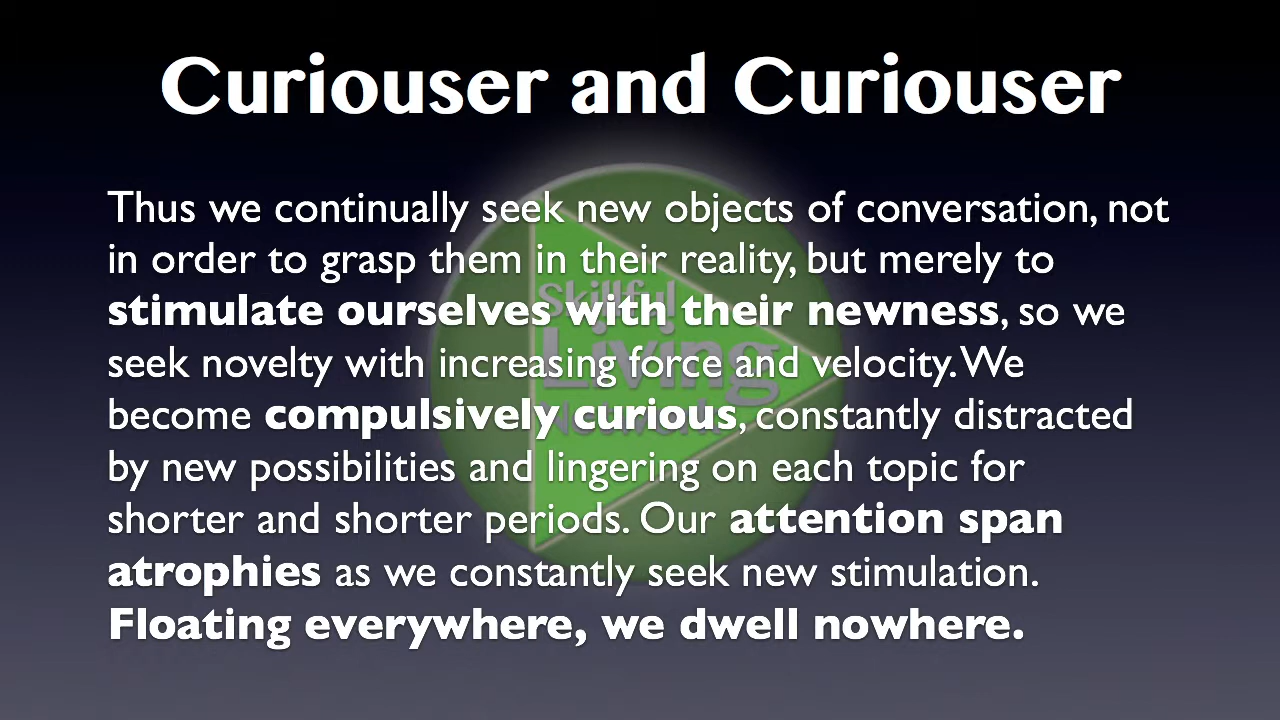 Curiouser and Curiouser
Thus we continually seek new objects of conversation, not
in order to grasp them in their reality, but merely to
stimulate ourselves with their newness, so we
seek novelty with increasing force and velocity. We
become compulsively curious, constantly distracted
by new possibilities and lingering on each topic for
shorter and shorter periods. Our attention span
atrophies as we constantly seek new stimulation.
Floating everywhere, we dwell nowhere.
Skillful
Living
Network